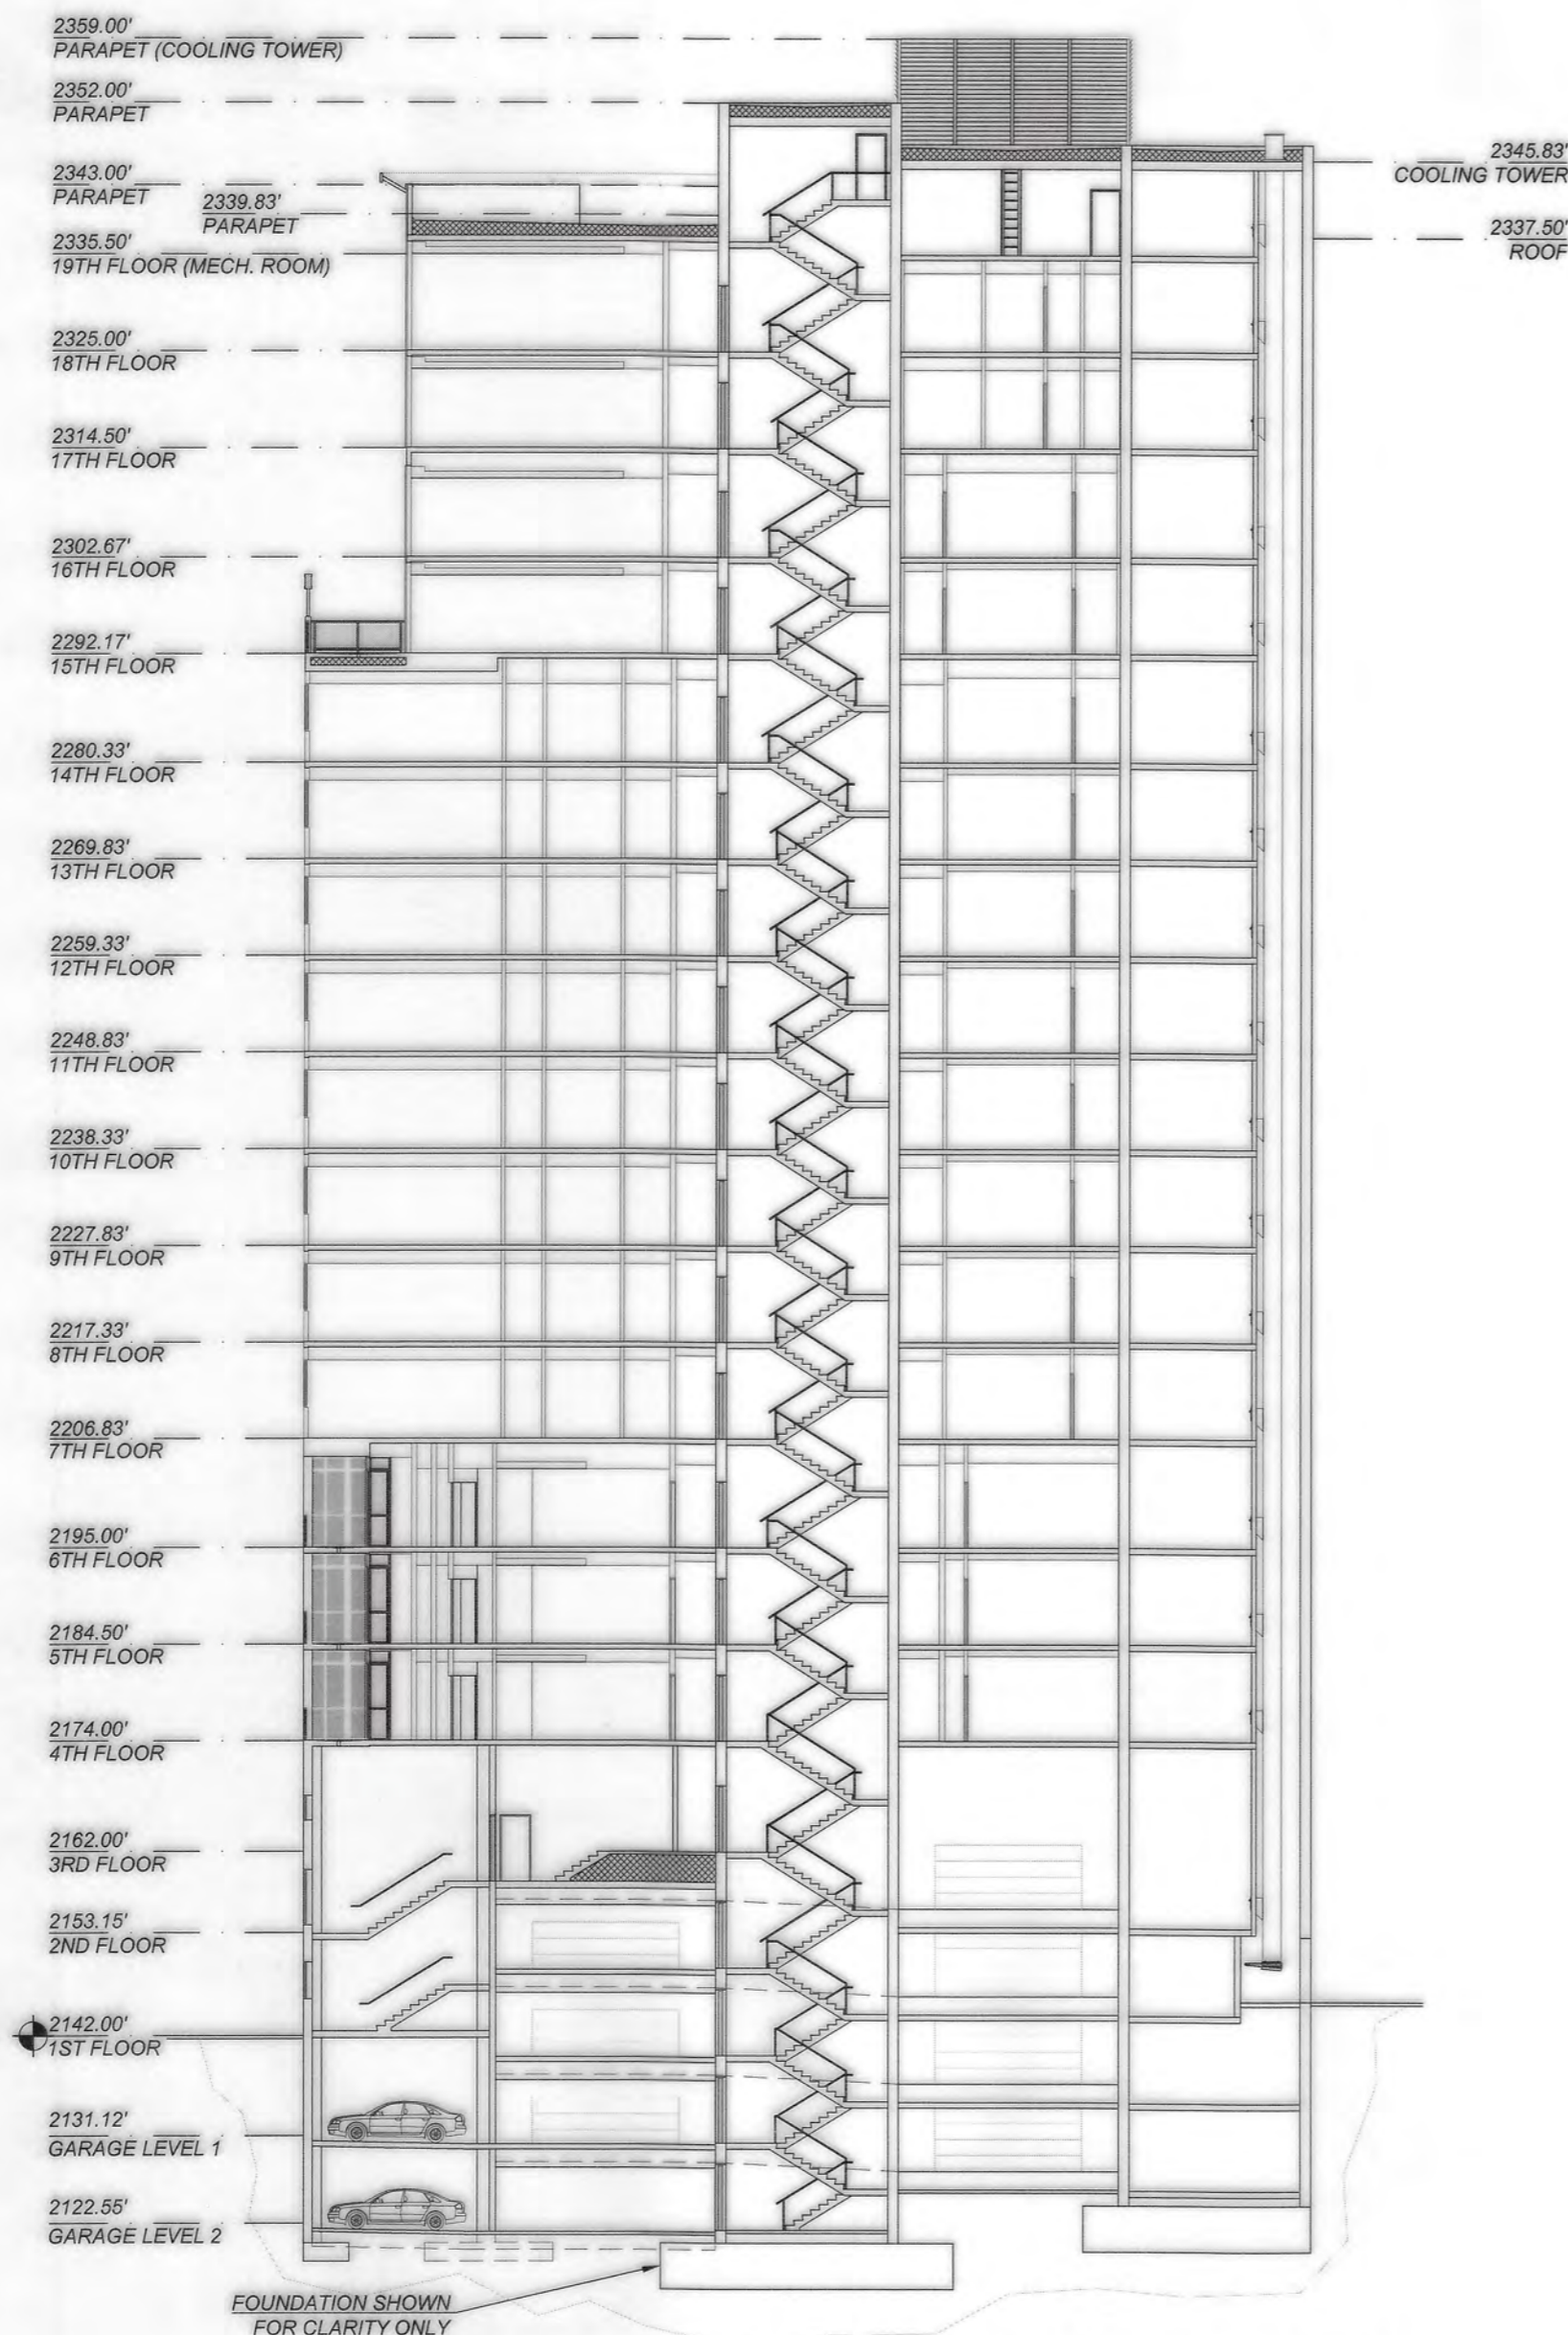 2359.00'
PARAPET (COOLING TOWER)
2352.00'
PARAPET
2343.00'
PARAPET
2339.83'
PARAPET
2335.50'
19TH FLOOR (MECH. ROOM)
2325.00'
18TH FLOOR
2314.50'
17TH FLOOR
2302.67'
16TH FLOOR
2292.17'
15TH FLOOR
2280.33'
14TH FLOOR
2269.83'
13TH FLOOR
2259.33'
12TH FLOOR
2248.83'
11TH FLOOR
2238.33'
10TH FLOOR
2227.83'
9TH FLOOR
2217.33'
8TH FLOOR
2206.83'
7TH FLOOR
2195.00'
6TH FLOOR
2184.50'
5TH FLOOR
2174.00'
4TH FLOOR
2162.00'
3RD FLOOR
2153.15'
2ND FLOOR
2142.00'
1ST FLOOR
2131.12'
GARAGE LEVEL 1
2122.55'
GARAGE LEVEL 2
FOUNDATION SHOWN
FOR CLARITY ONLY
2345.83'
COOLING TOWER
2337.50'
ROOF